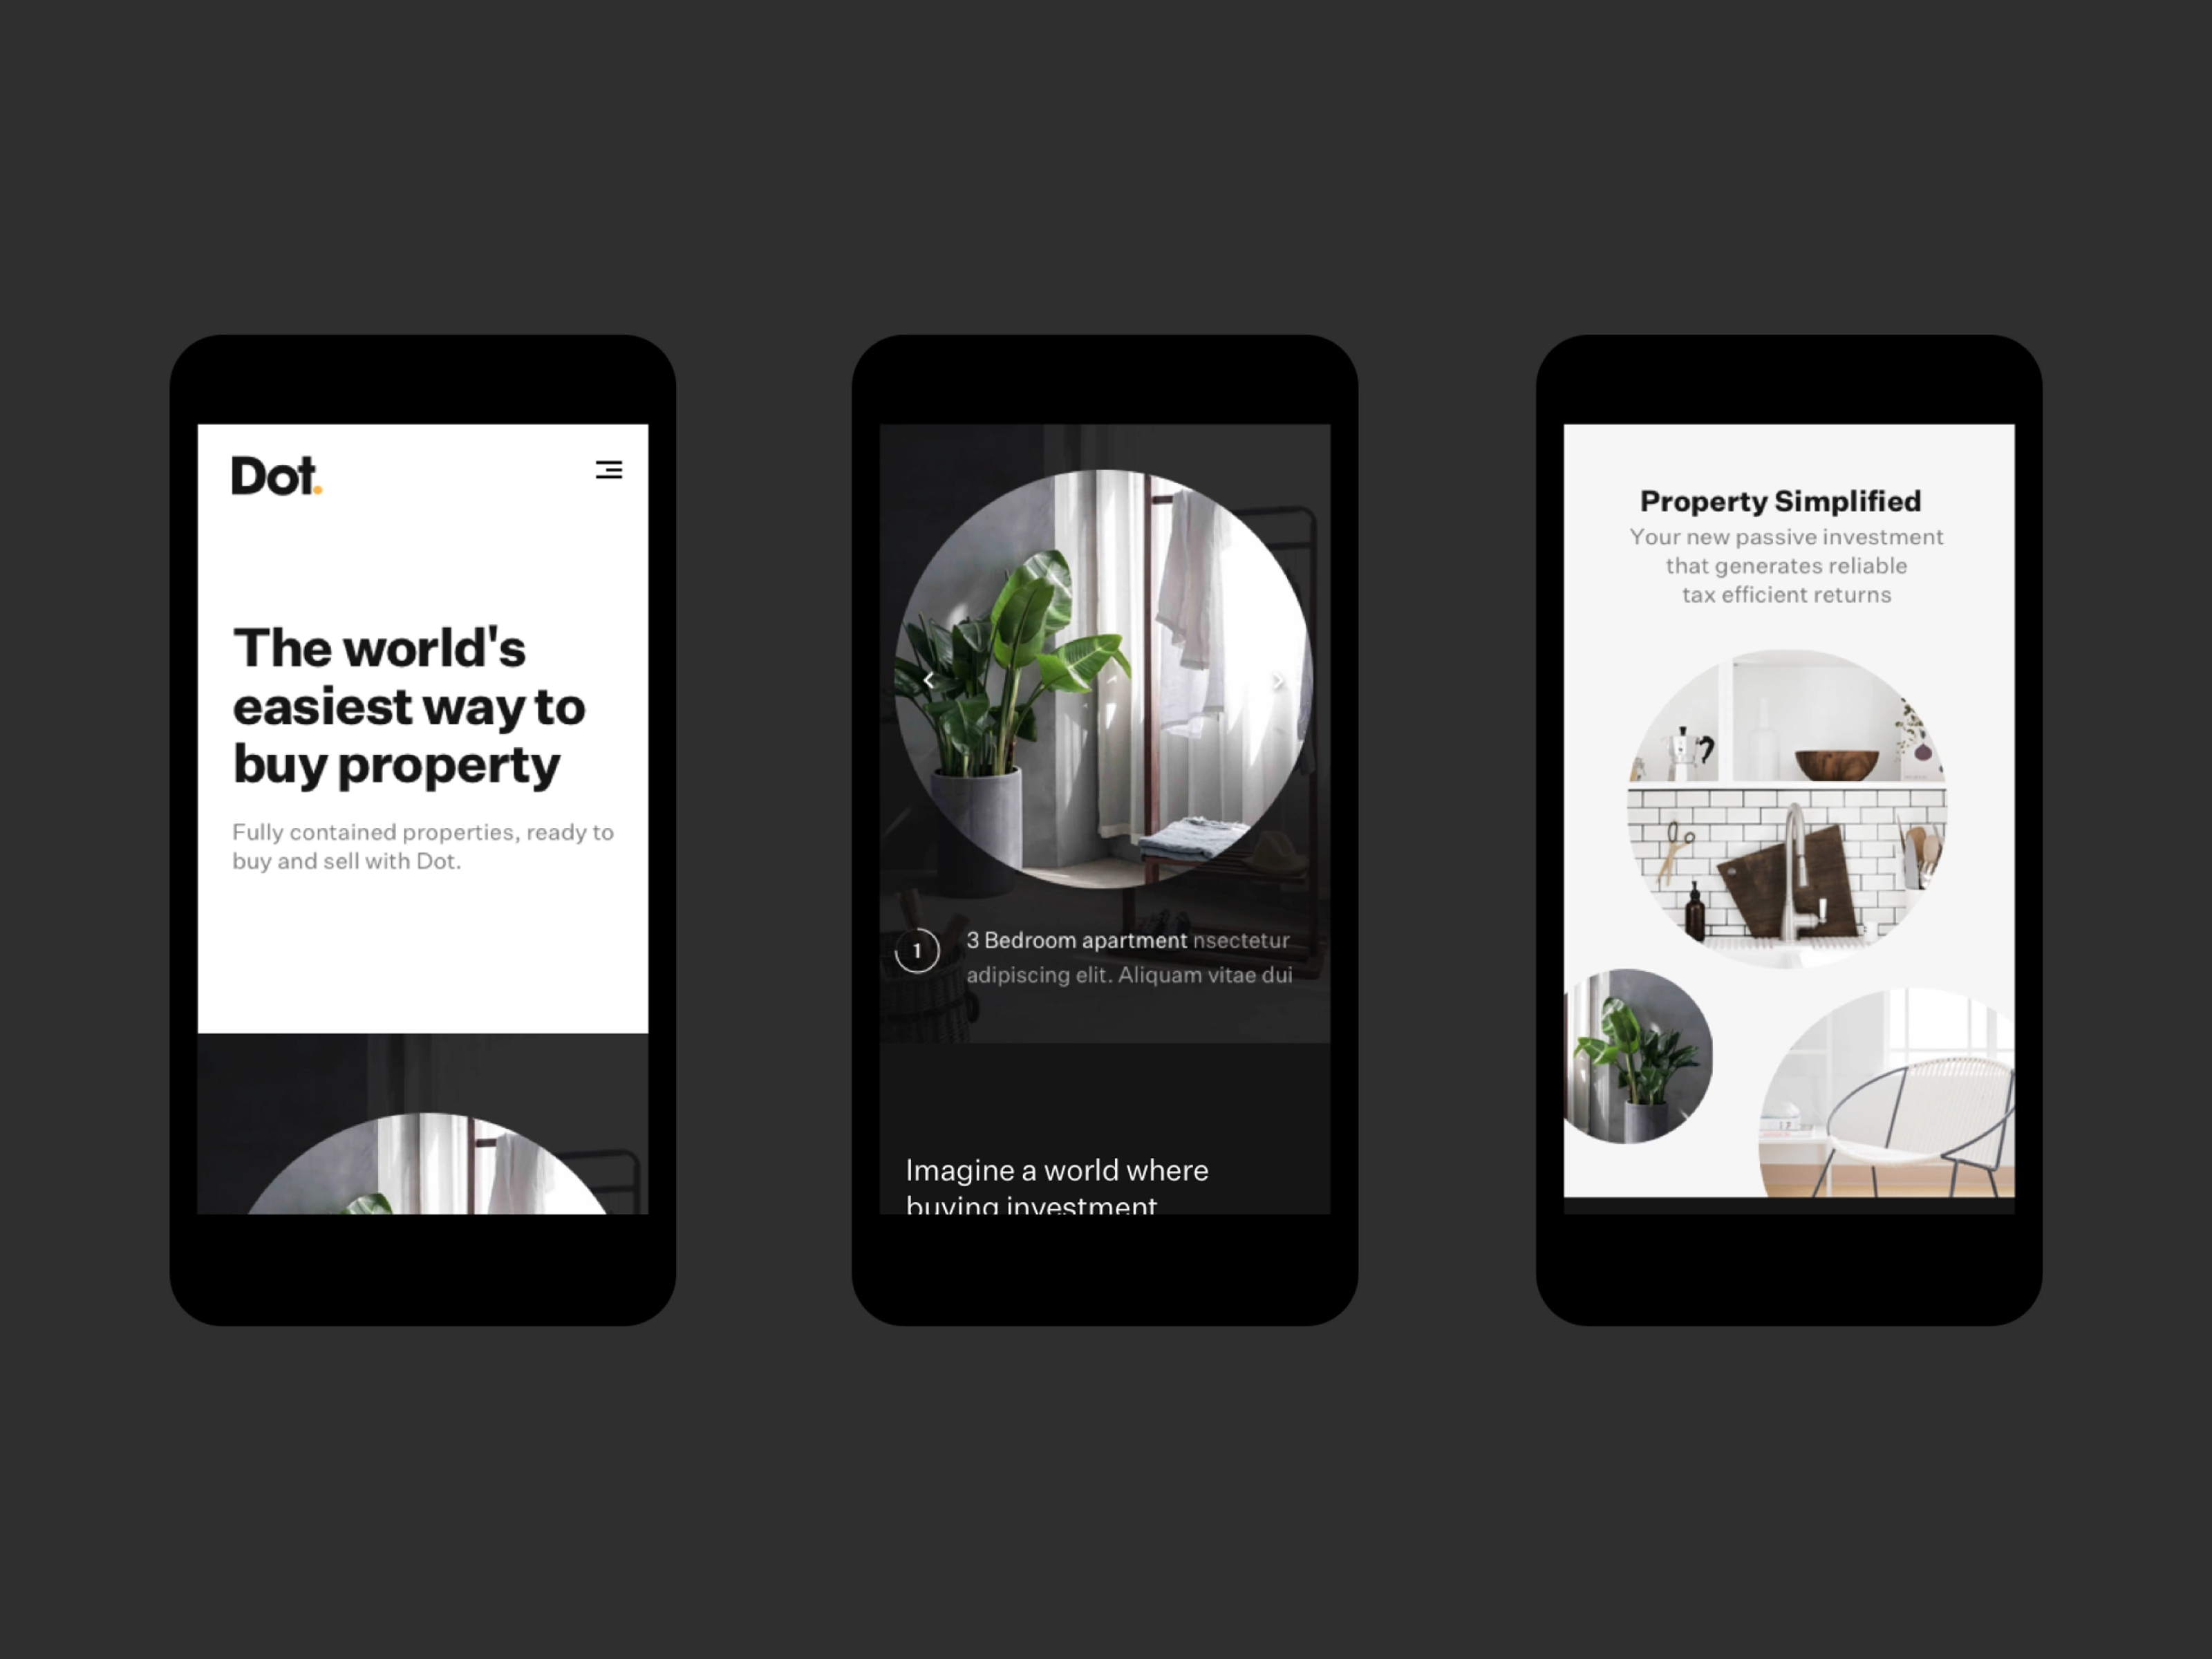 Dot.
The world's
easiest way to
buy property
Fully contained properties, ready to
buy and sell with Dot.
1
3 Bedroom apartment nsectetur
adipiscing elit. Aliquam vitae dui
Imagine a world where
buying investment
Property Simplified
Your new passive investment
that generates reliable
tax efficient returns